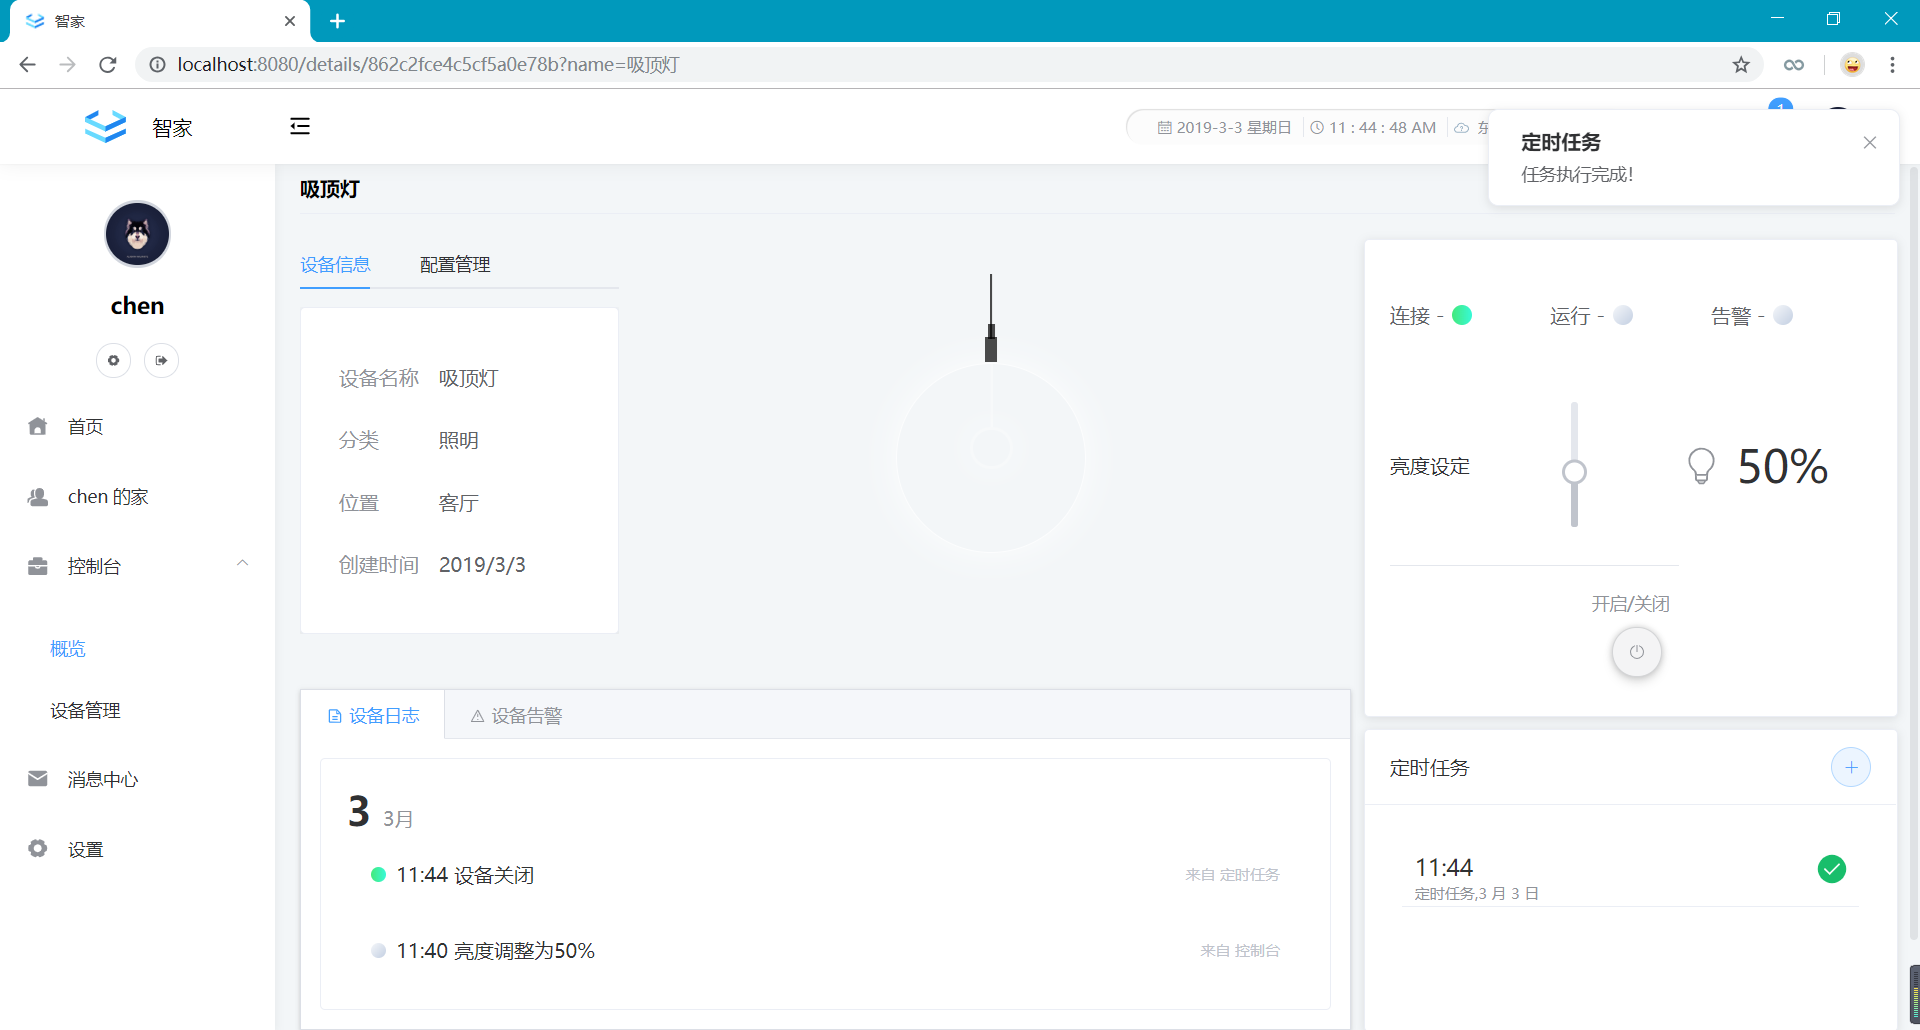 智家
localhost:8080/details/862c2fce4c5cf5a0e78b?name=吸顶灯
智家
2019-3-3 星期日
11 : 44 : 48 AM
东
1
定时任务
任务执行完成!
chen
首页
chen 的家
控制台
概览
设备管理
消息中心
设置
吸顶灯
设备信息
配置管理
设备名称 吸顶灯
分类 照明
位置 客厅
创建时间 2019/3/3
连接 -
运行 -
告警 -
亮度设定
50%
开启/关闭
设备日志
设备告警
3 3月
11:44 设备关闭
来自 定时任务
11:40 亮度调整为50%
来自 控制台
定时任务
11:44
定时任务,3 月 3 日